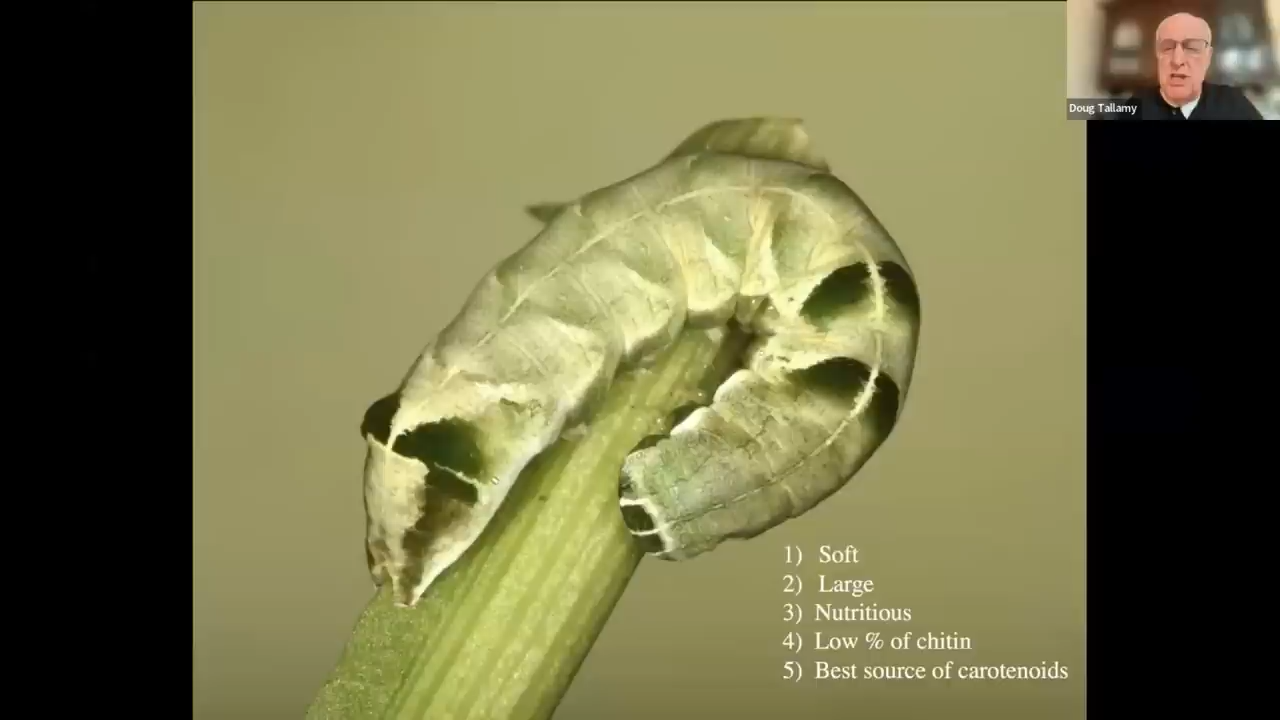 Doug Tallamy
1) Soft
2) Large
3) Nutritious
4) Low % of chitin
5) Best source of carotenoids